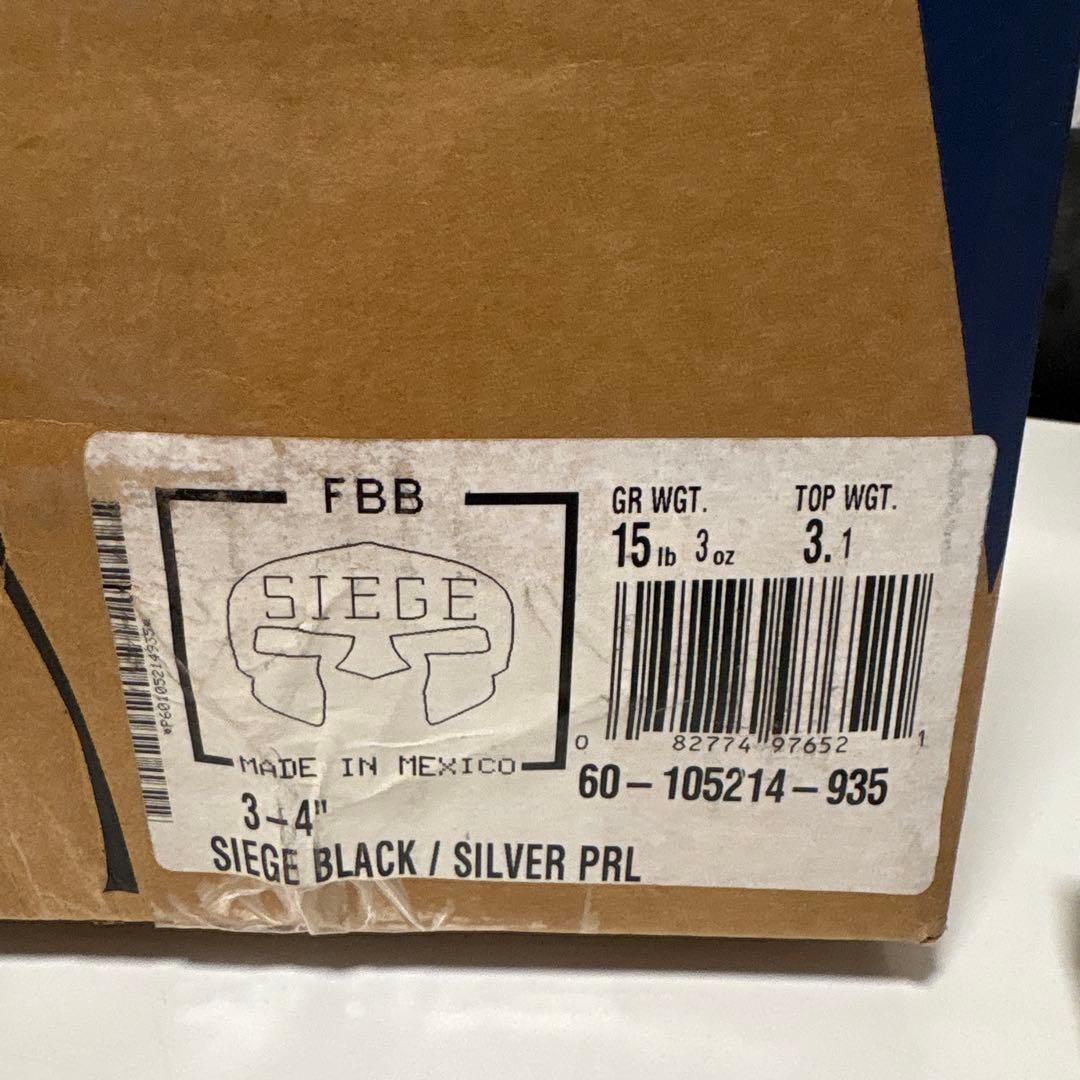 FBB
SIEGE
MADE IN MEXICO
3-4"
SIEGE BLACK / SILVER PRL
GR WGT. TOP WGT.
15 lb 3 oz 3.1
0 82774 97652 1
60-105214-935
*P60105214935*